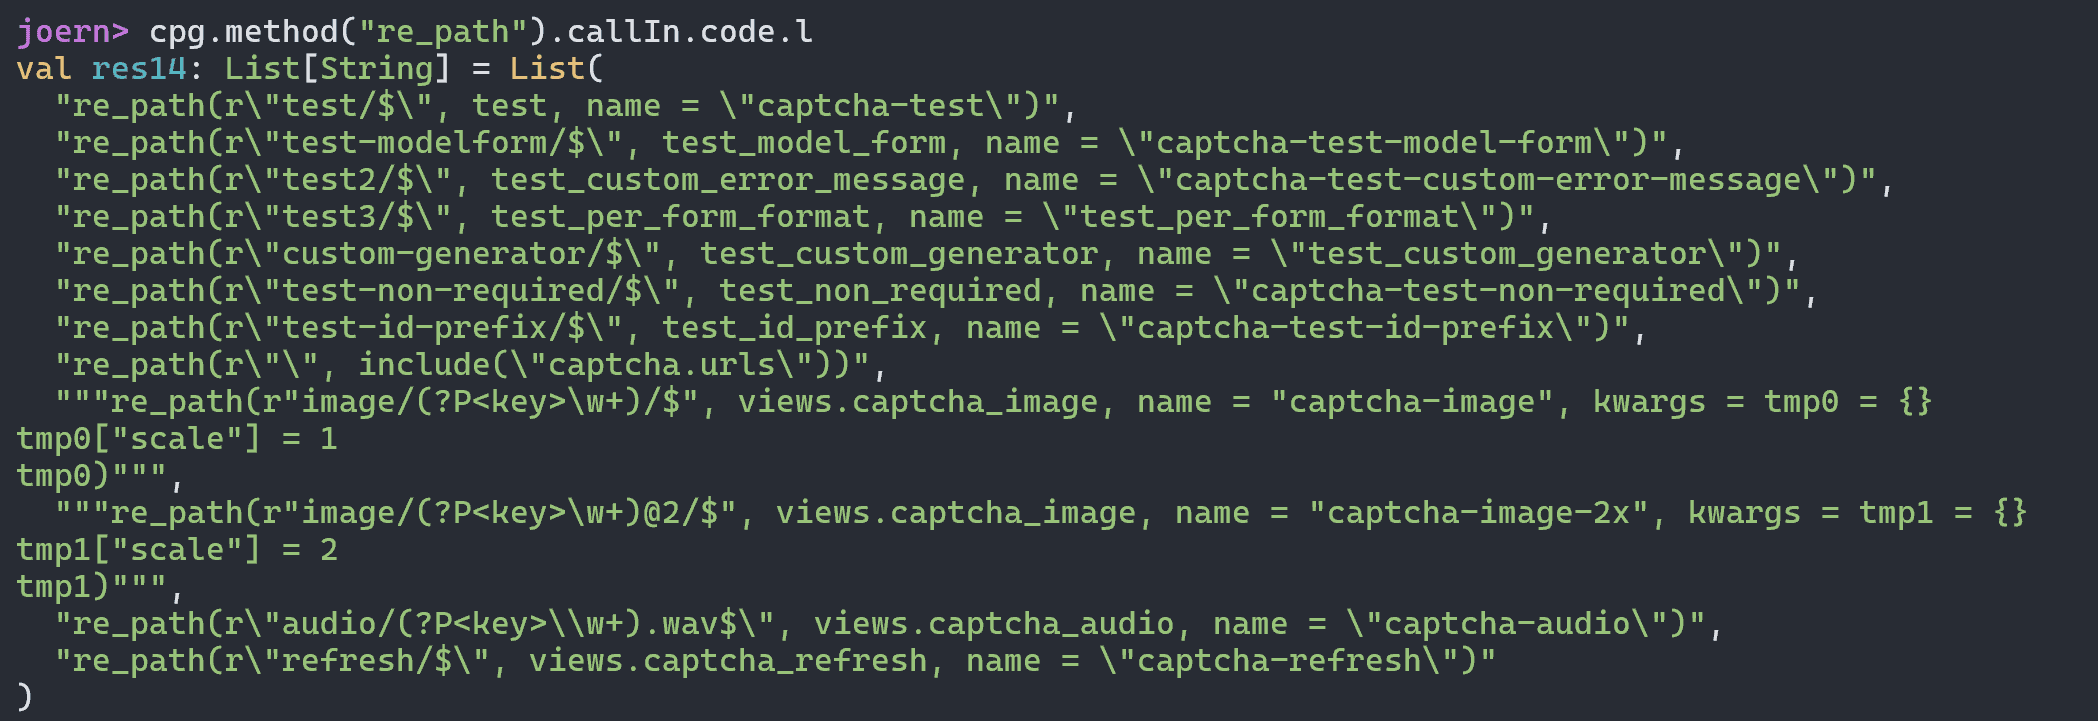 joern> cpg.method("re_path").callIn.code.l
val res14: List[String] = List(
  "re_path(r\"test/$\", test, name = \"captcha-test\")",
  "re_path(r\"test-modelform/$\", test_model_form, name = \"captcha-test-model-form\")",
  "re_path(r\"test2/$\", test_custom_error_message, name = \"captcha-test-custom-error-message\")",
  "re_path(r\"test3/$\", test_per_form_format, name = \"test_per_form_format\")",
  "re_path(r\"custom-generator/$\", test_custom_generator, name = \"test_custom_generator\")",
  "re_path(r\"test-non-required/$\", test_non_required, name = \"captcha-test-non-required\")",
  "re_path(r\"test-id-prefix/$\", test_id_prefix, name = \"captcha-test-id-prefix\")",
  "re_path(r\"\", include(\"captcha.urls\"))",
  """re_path(r"image/(?P<key>\w+)/$", views.captcha_image, name = "captcha-image", kwargs = tmp0 = {}
tmp0["scale"] = 1
tmp0)""",
  """re_path(r"image/(?P<key>\w+)@2/$", views.captcha_image, name = "captcha-image-2x", kwargs = tmp1 = {}
tmp1["scale"] = 2
tmp1)""",
  "re_path(r\"audio/(?P<key>\\w+).wav$\", views.captcha_audio, name = \"captcha-audio\")",
  "re_path(r\"refresh/$\", views.captcha_refresh, name = \"captcha-refresh\")"
)